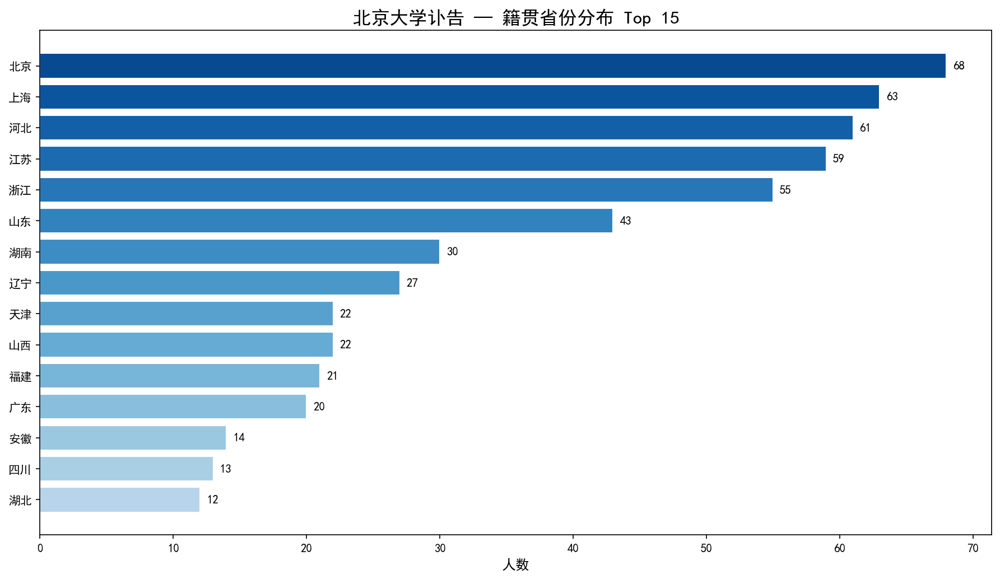 北京大学讣告 — 籍贯省份分布 Top 15
北京 68
上海 63
河北 61
江苏 59
浙江 55
山东 43
湖南 30
辽宁 27
天津 22
山西 22
福建 21
广东 20
安徽 14
四川 13
湖北 12
0 10 20 30 40 50 60 70
人数